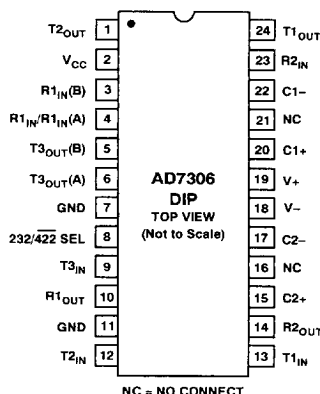 T2OUT 1
VCC 2
R1IN(B) 3
R1IN/R1IN(A) 4
T3OUT(B) 5
T3OUT(A) 6
GND 7
232/422 SEL 8
T3IN 9
R1OUT 10
GND 11
T2IN 12
AD7306
DIP
TOP VIEW
(Not to Scale)
24 T1OUT
23 R2IN
22 C1–
21 NC
20 C1+
19 V+
18 V–
17 C2–
16 NC
15 C2+
14 R2OUT
13 T1IN
NC = NO CONNECT